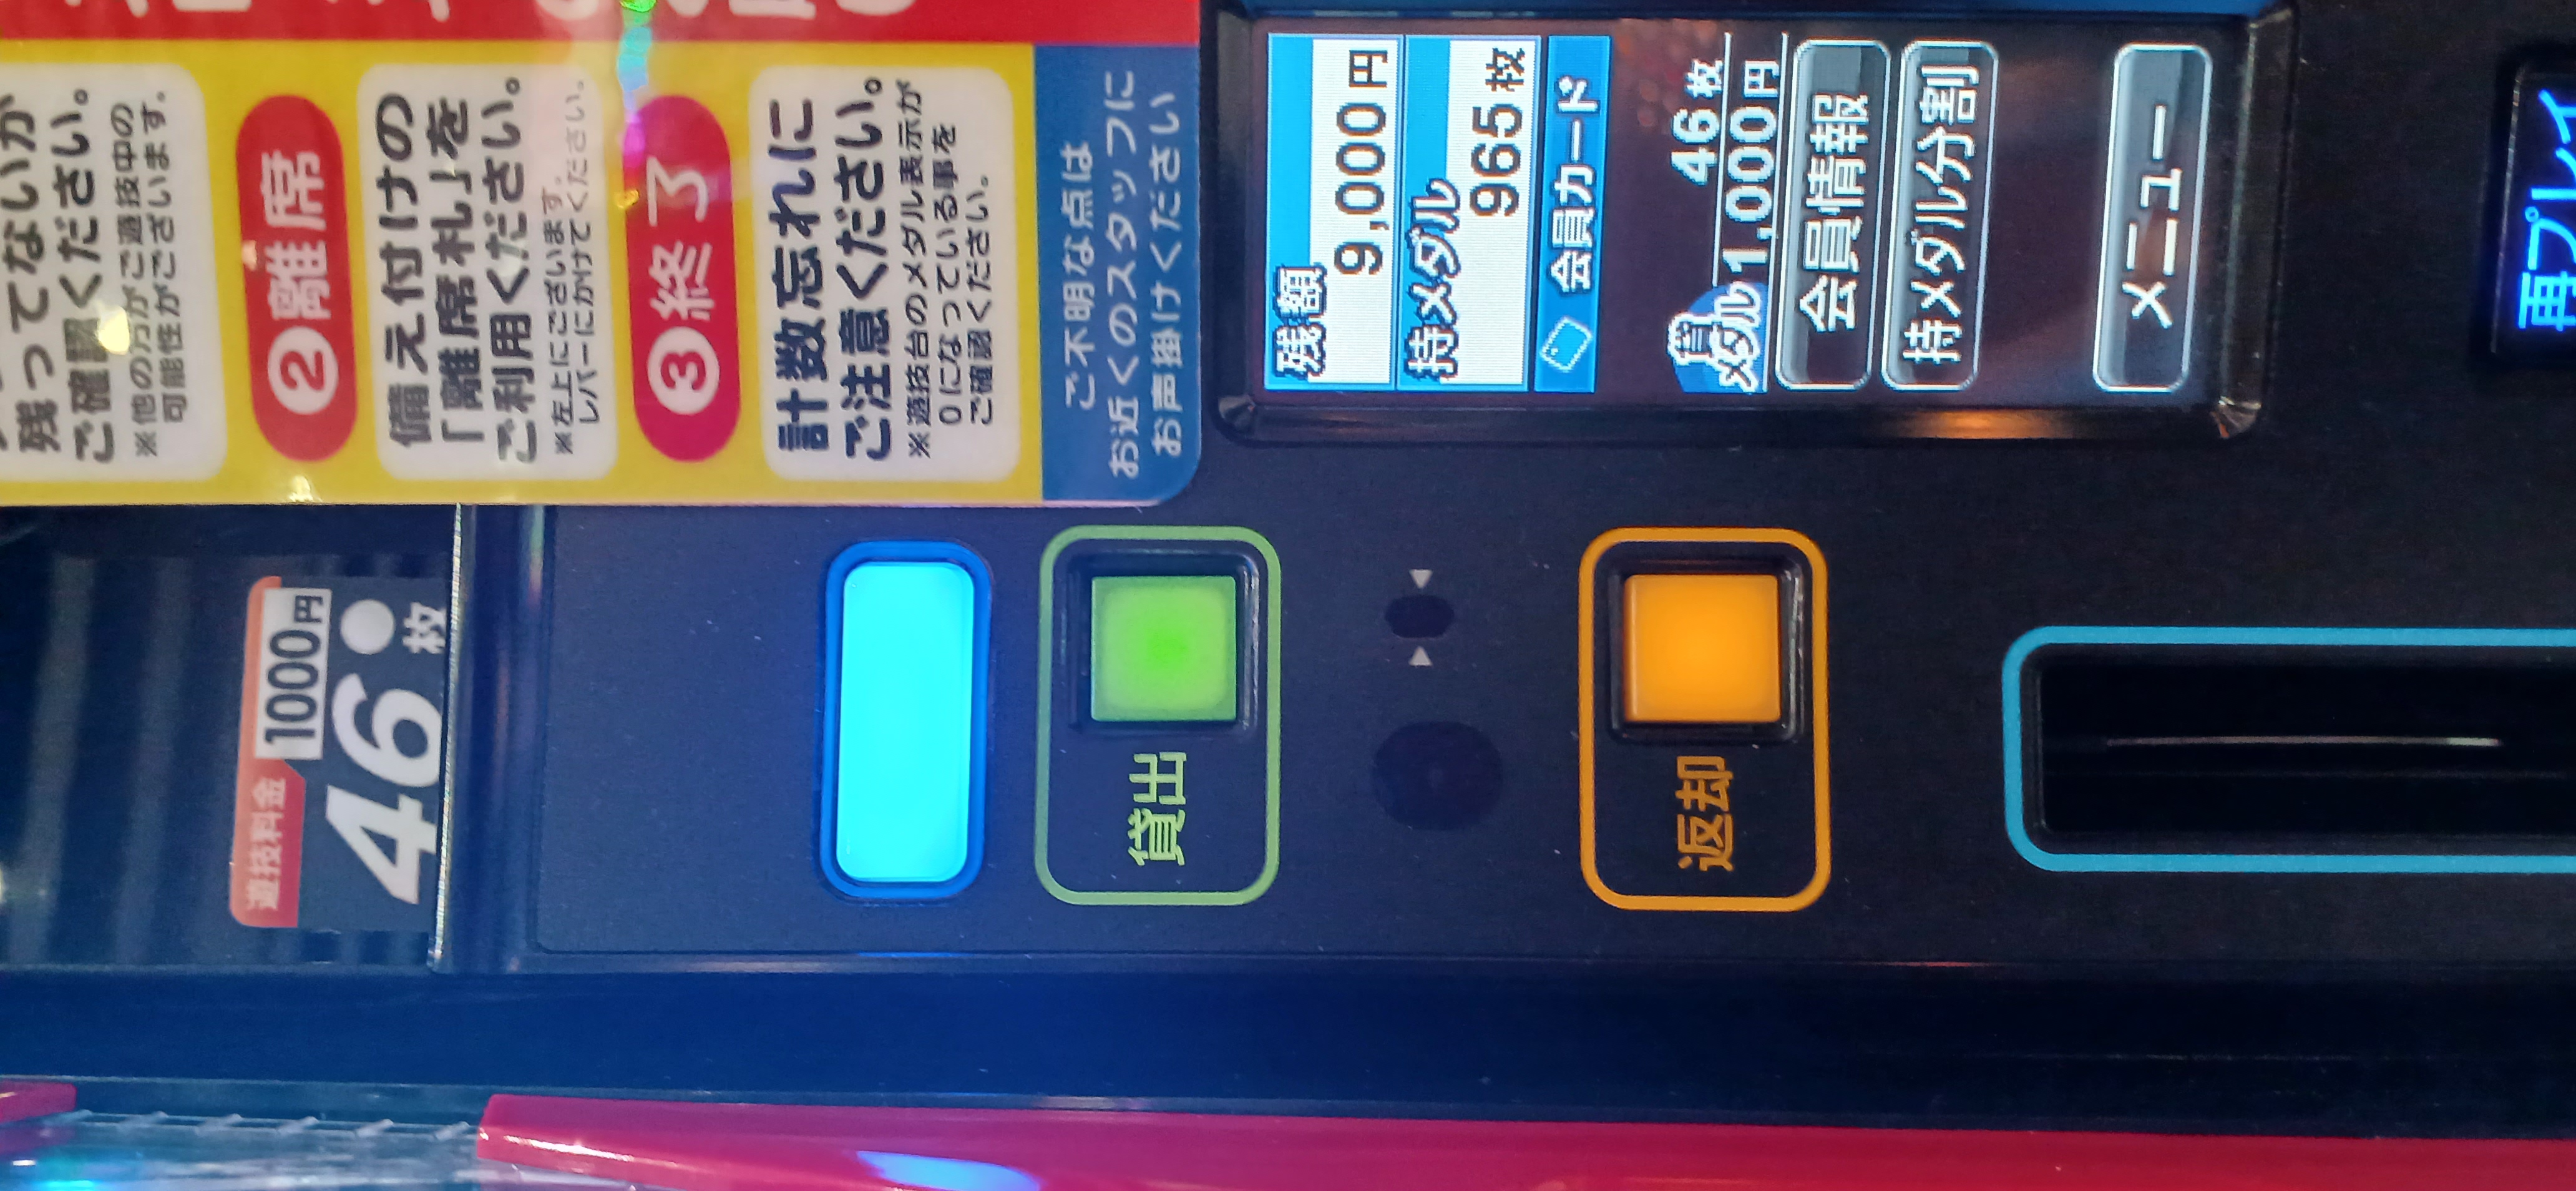 残ってないか
ご確認ください。
※他の方がご遊技中の
可能性がございます。
②離席
備え付けの
「離席札」を
ご利用ください。
※左上にございます。
レバーにかけてください。
③終了
計数忘れに
ご注意ください。
※遊技台のメダル表示が
0になっている事を
ご確認ください。
ご不明な点は
お近くのスタッフに
お声掛けください
残額
9,000円
持メダル
965枚
会員カード
貸メダル
46枚
1,000円
会員情報
持メダル分割
メニュー
再プレイ
遊技料金
1000円
46枚
貸出
返却